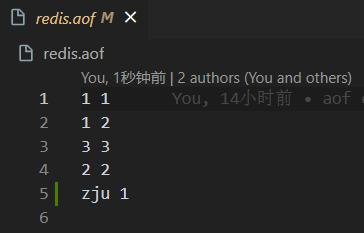 redis.aof M ×
redis.aof
You, 1秒钟前 | 2 authors (You and others)
1 1 1 You, 14小时前 • aof
2 1 2
3 3 3
4 2 2
5 zju 1
6